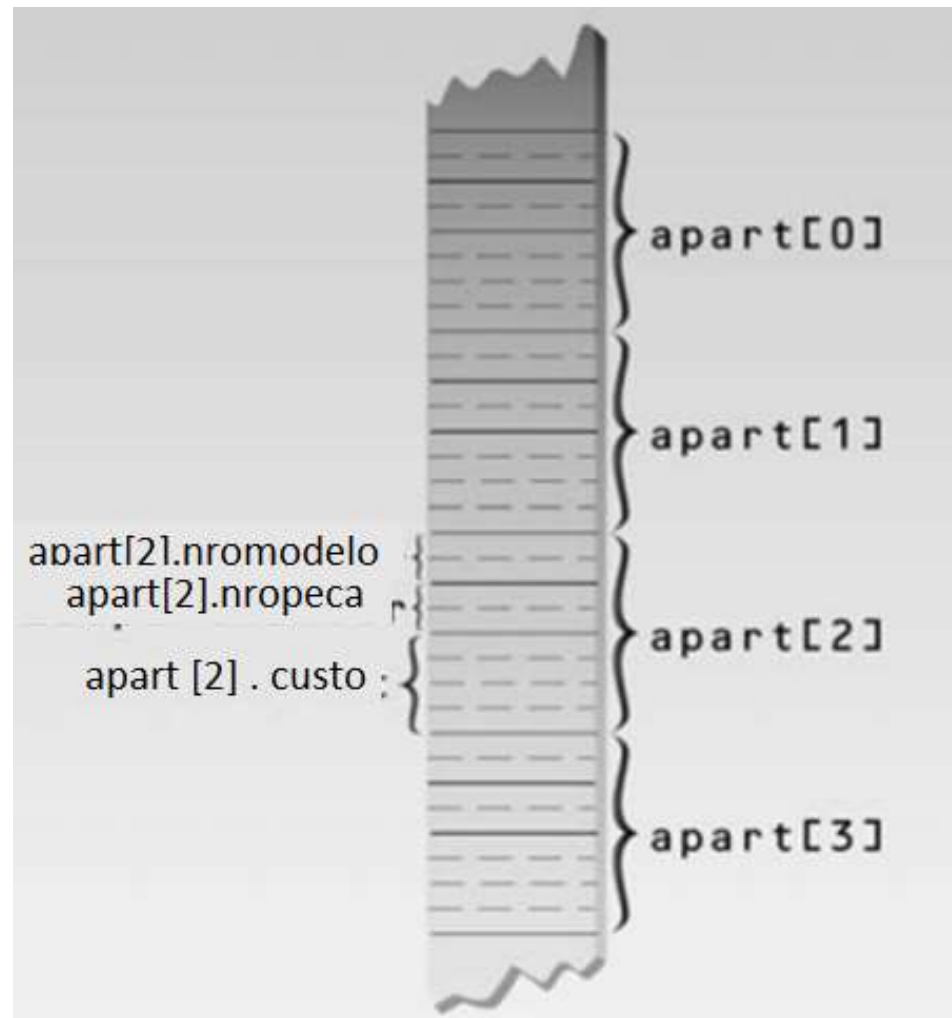 apart[0]
apart[1]
apart[2].nromodelo
apart[2].nropeca
apart[2]
apart [2] . custo
apart[3]